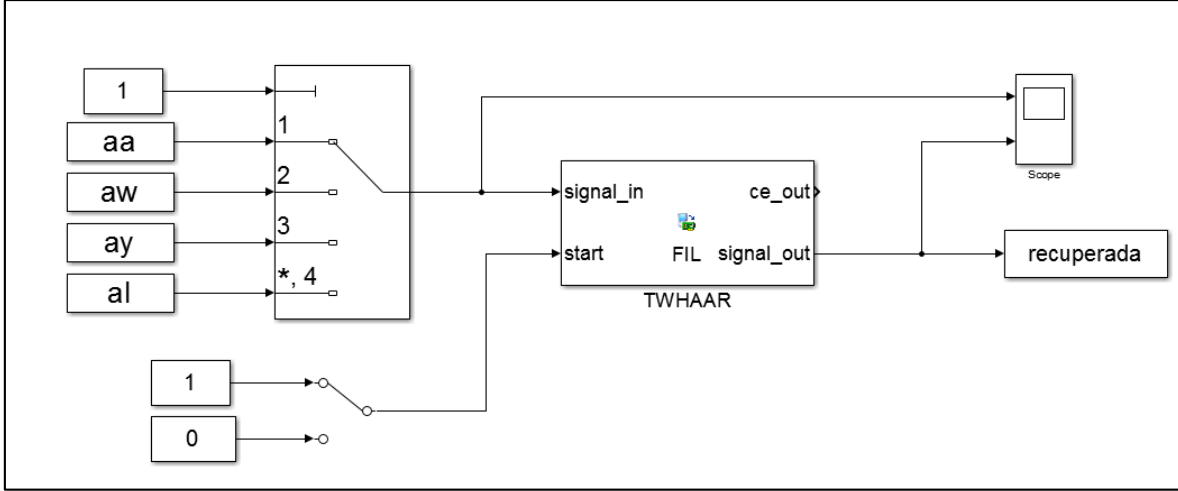 1
aa
aw
ay
al
1
2
3
*, 4
signal_in
ce_out
start
FIL
signal_out
TWHAAR
Scope
recuperada
1
0